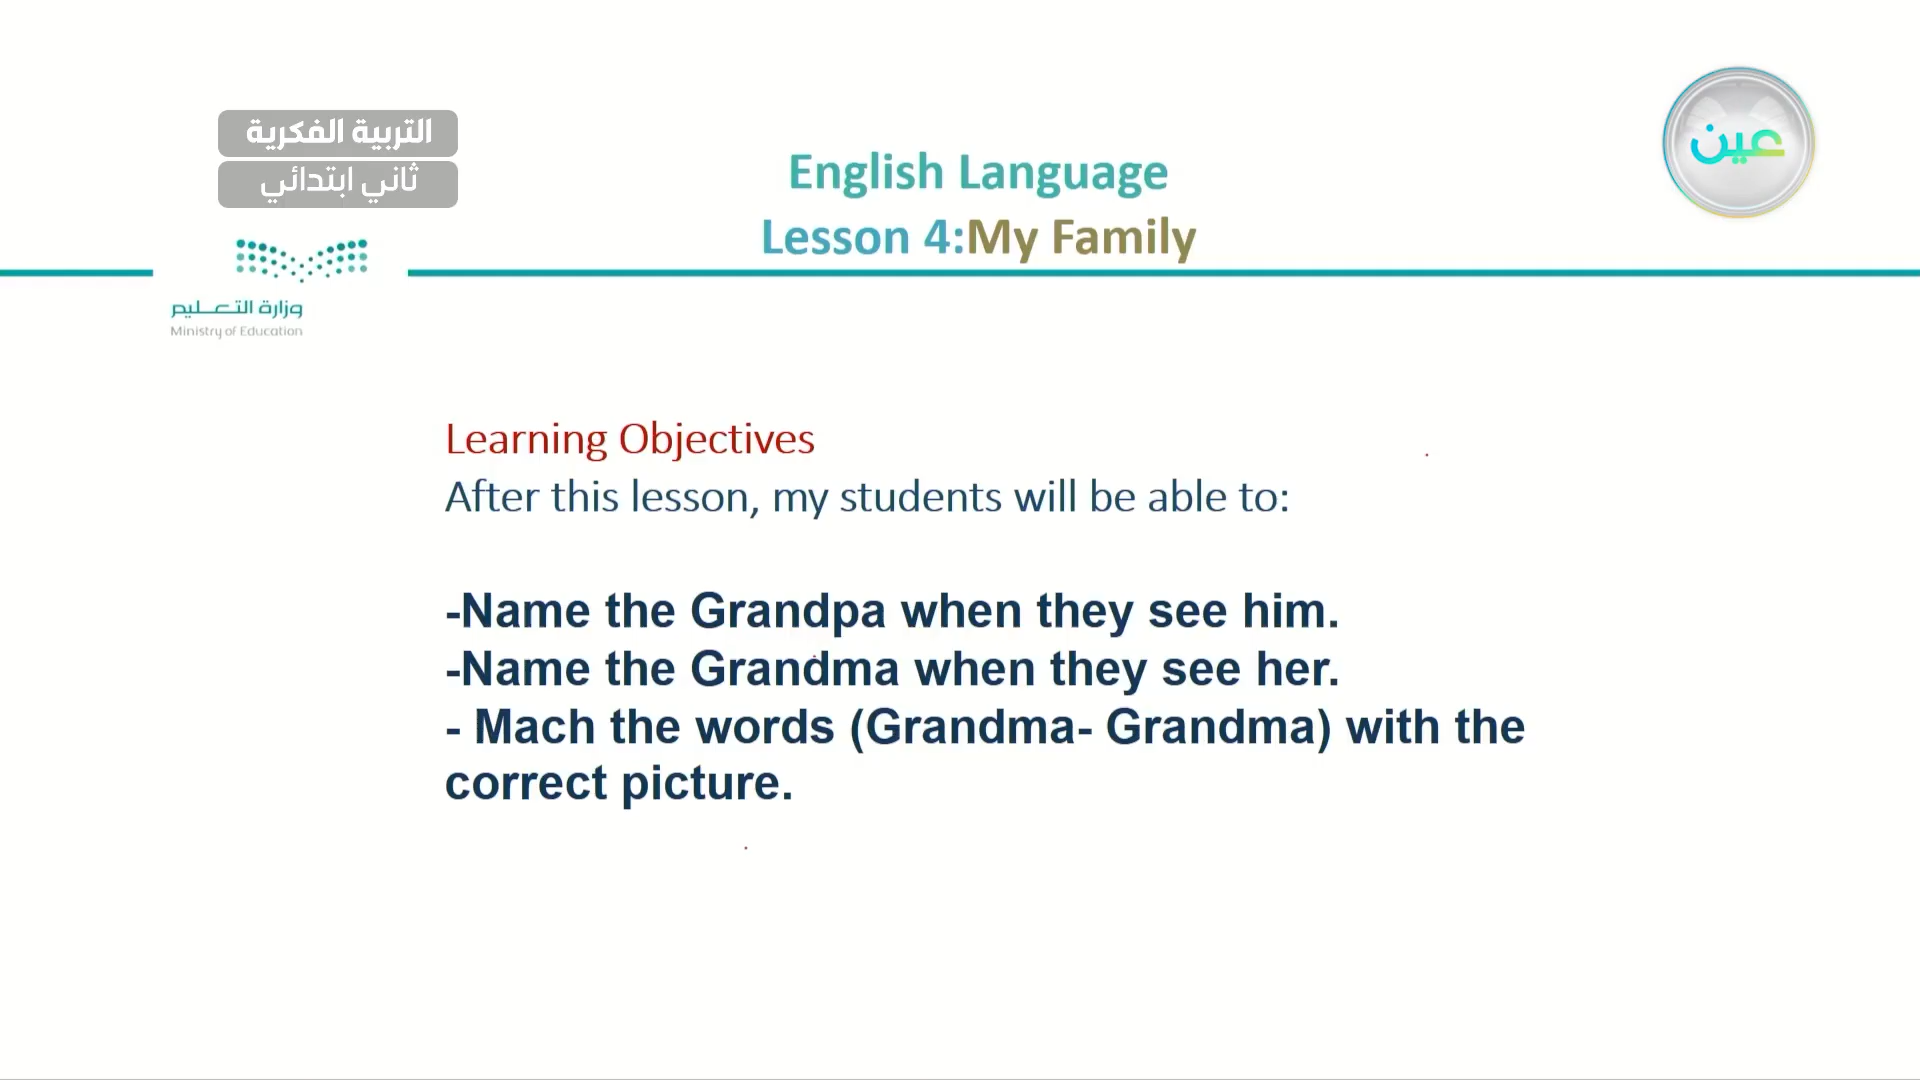 التربية الفكرية
ثاني ابتدائي
عين
English Language
Lesson 4:My Family
وزارة التعليم
Ministry of Education
Learning Objectives
After this lesson, my students will be able to:
-Name the Grandpa when they see him.
-Name the Grandma when they see her.
- Mach the words (Grandma- Grandma) with the
correct picture.